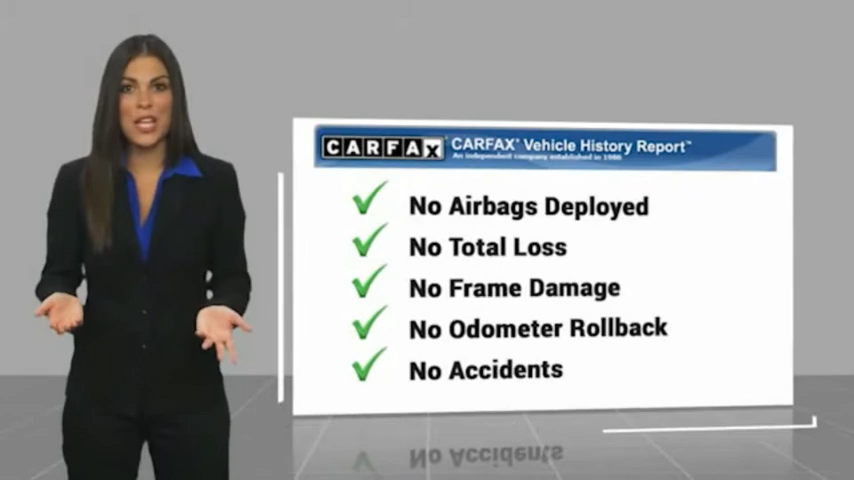 CARFAX CARFAX® Vehicle History Report™
An independent company established in 1986
No Airbags Deployed
No Total Loss
No Frame Damage
No Odometer Rollback
No Accidents
No Accidents